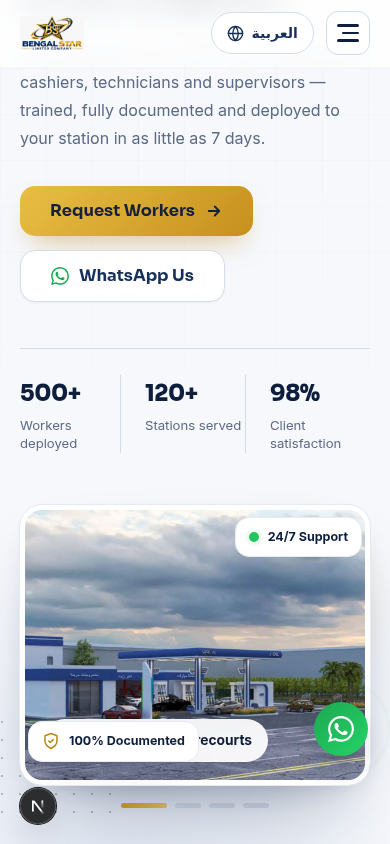 BENGAL STAR
LIMITED COMPANY
العربية
cashiers, technicians and supervisors —
trained, fully documented and deployed to
your station in as little as 7 days.
Request Workers
WhatsApp Us
500+
120+
98%
Workers
deployed
Stations served
Client
satisfaction
24/7 Support
100% Documented
recourts
N